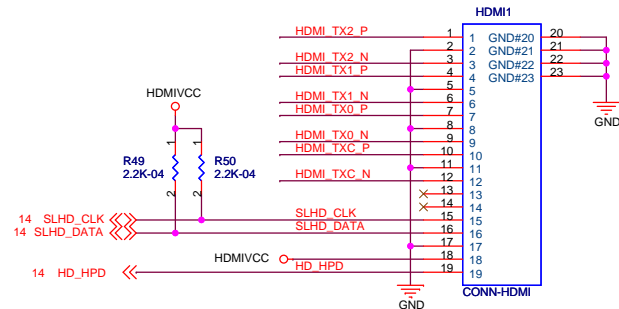 HDMI1
HDMI_TX2_P 1 1 GND#20 20
2 2 GND#21 21
HDMI_TX2_N 3 3 GND#22 22
HDMI_TX1_P 4 4 GND#23 23
5 5
HDMI_TX1_N 6 6
HDMI_TX0_P 7 7
8 8
HDMI_TX0_N 9 9
HDMI_TXC_P 10 10
11 11
HDMI_TXC_N 12 12
13 13
14 14
SLHD_CLK 15 15
SLHD_DATA 16 16
17 17
HDMIVCC 18 18
HD_HPD 19 19
CONN-HDMI
GND
GND
HDMIVCC
1 1
R49 R50
2.2K-04 2.2K-04
2 2
14 SLHD_CLK
14 SLHD_DATA
14 HD_HPD